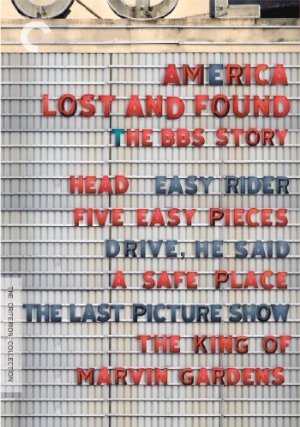 AMERICA
LOST AND FOUND
THE BBS STORY
HEAD EASY RIDER
FIVE EASY PIECES
DRIVE, HE SAID
A SAFE PLACE
THE LAST PICTURE SHOW
THE KING OF
MARVIN GARDENS
THE CRITERION COLLECTION